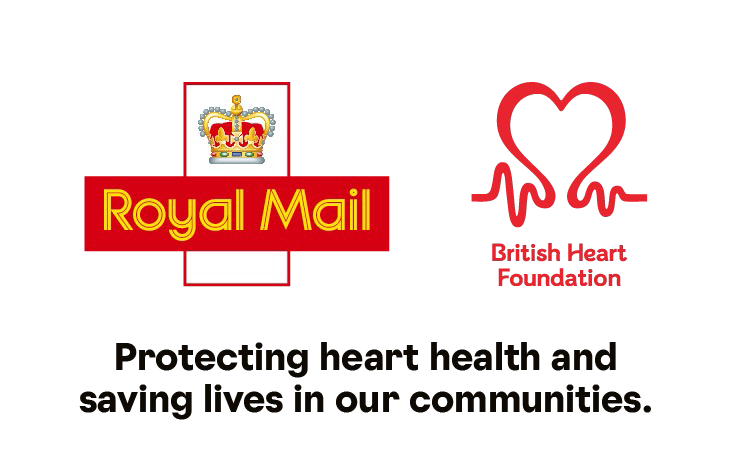 Royal Mail
British Heart
Foundation
Protecting heart health and
saving lives in our communities.